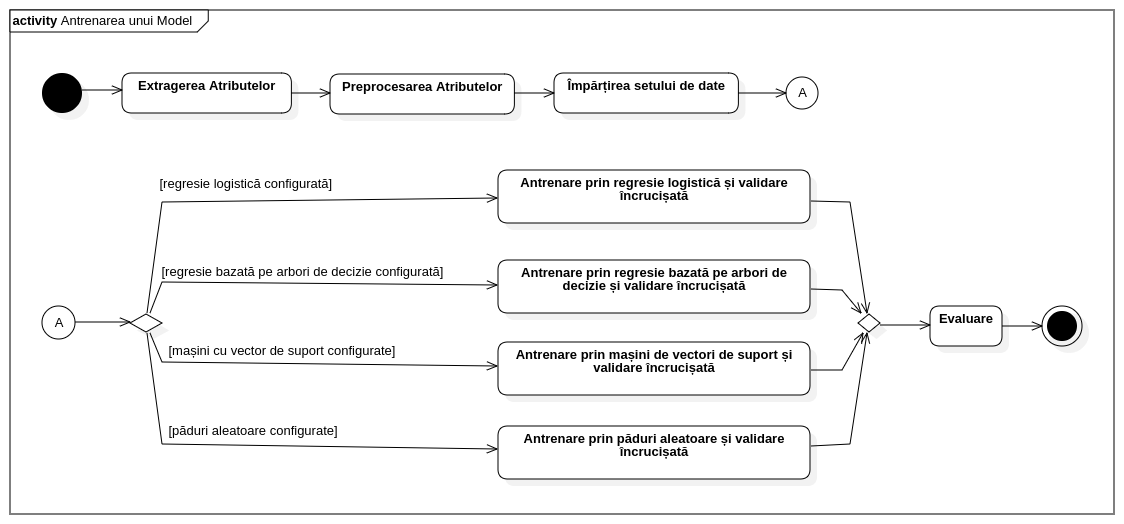 activity Antrenarea unui Model
Extragerea Atributelor
Preprocesarea Atributelor
Împărțirea setului de date
A
[regresie logistică configurată]
Antrenare prin regresie logistică și validare
încrucișată
[regresie bazată pe arbori de decizie configurată]
Antrenare prin regresie bazată pe arbori de
decizie și validare încrucișată
A
Evaluare
[mașini cu vector de suport configurate]
Antrenare prin mașini de vectori de suport și
validare încrucișată
[păduri aleatoare configurate]
Antrenare prin păduri aleatoare și validare
încrucișată